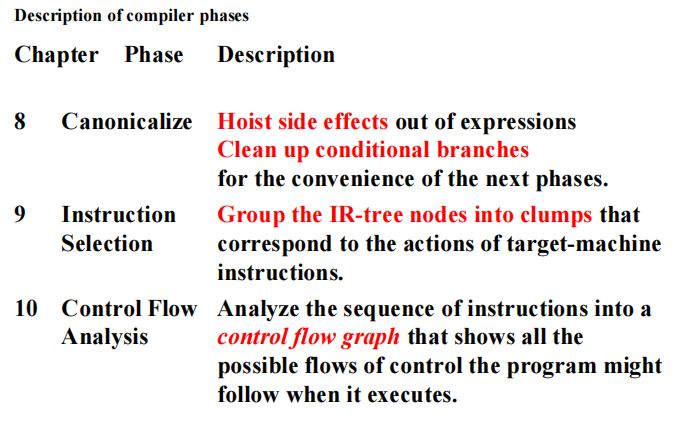 Description of compiler phases
Chapter Phase Description
8 Canonicalize Hoist side effects out of expressions
Clean up conditional branches
for the convenience of the next phases.
9 Instruction Group the IR-tree nodes into clumps that
Selection correspond to the actions of target-machine
instructions.
10 Control Flow Analyze the sequence of instructions into a
Analysis control flow graph that shows all the
possible flows of control the program might
follow when it executes.